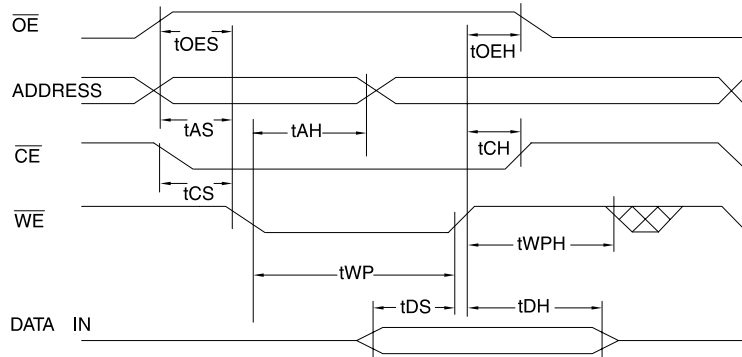 OE
tOES
tOEH
ADDRESS
tAS
tAH
CE
tCH
tCS
WE
tWPH
tWP
tDS
tDH
DATA IN